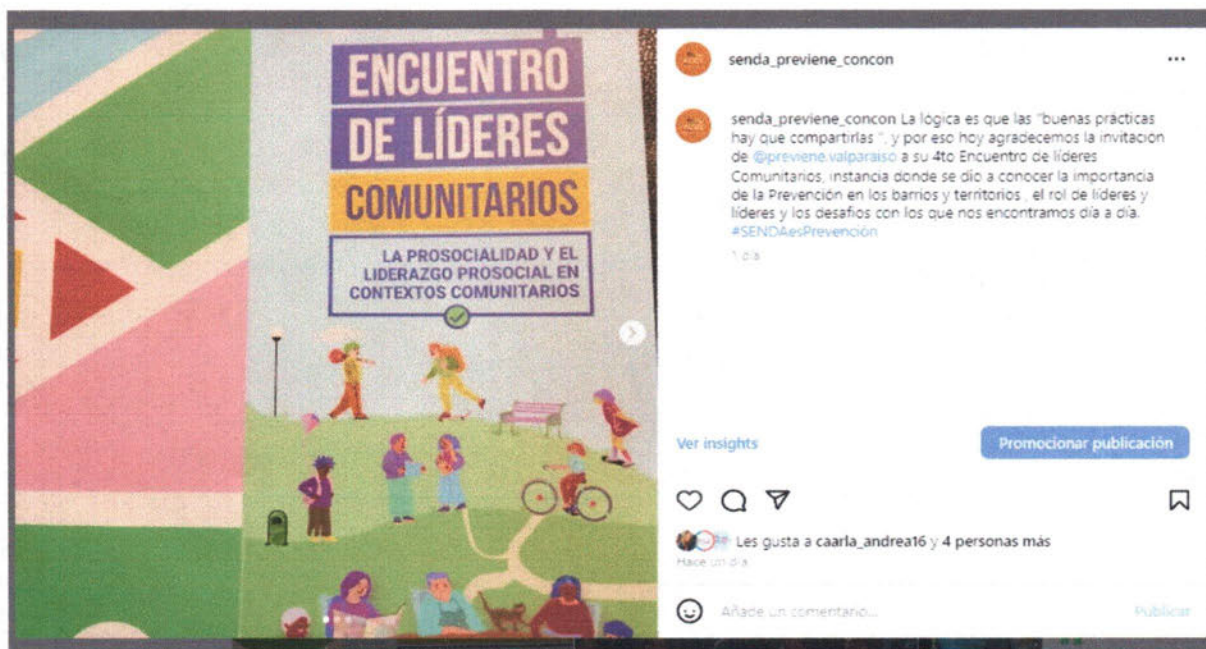 ENCUENTRO
DE LÍDERES
COMUNITARIOS
LA PROSOCIALIDAD Y EL
LIDERAZGO PROSOCIAL EN
CONTEXTOS COMUNITARIOS
senda_previene_concon
senda_previene_concon La lógica es que las "buenas prácticas
hay que compartirlas ", y por eso hoy agradecemos la invitación
de @previene.valparaiso a su 4to Encuentro de líderes
Comunitarios, instancia donde se dio a conocer la importancia
de la Prevención en los barrios y territorios , el rol de líderes y
líderes y los desafíos con los que nos encontramos día a día.
#SENDAesPrevención
1 día
Ver insights
Promocionar publicación
Les gusta a caarla_andrea16 y 4 personas más
Hace un día
Añade un comentario...
Publicar